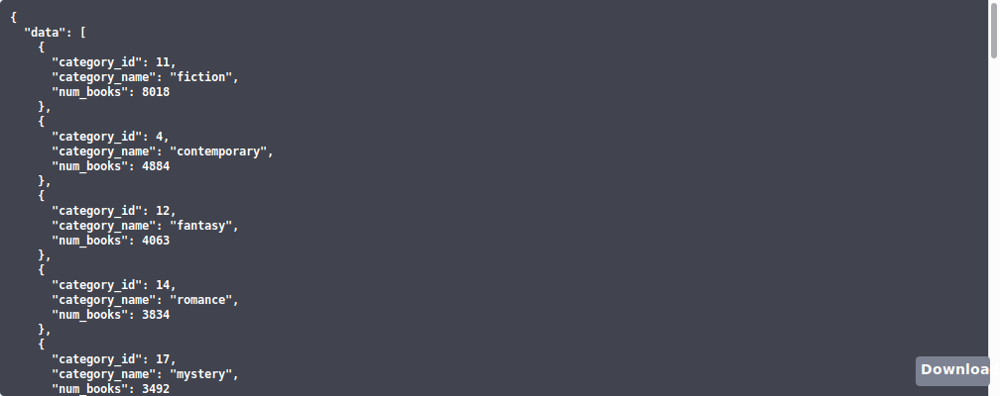 {
  "data": [
    {
      "category_id": 11,
      "category_name": "fiction",
      "num_books": 8018
    },
    {
      "category_id": 4,
      "category_name": "contemporary",
      "num_books": 4884
    },
    {
      "category_id": 12,
      "category_name": "fantasy",
      "num_books": 4063
    },
    {
      "category_id": 14,
      "category_name": "romance",
      "num_books": 3834
    },
    {
      "category_id": 17,
      "category_name": "mystery",
      "num_books": 3492
Downloa